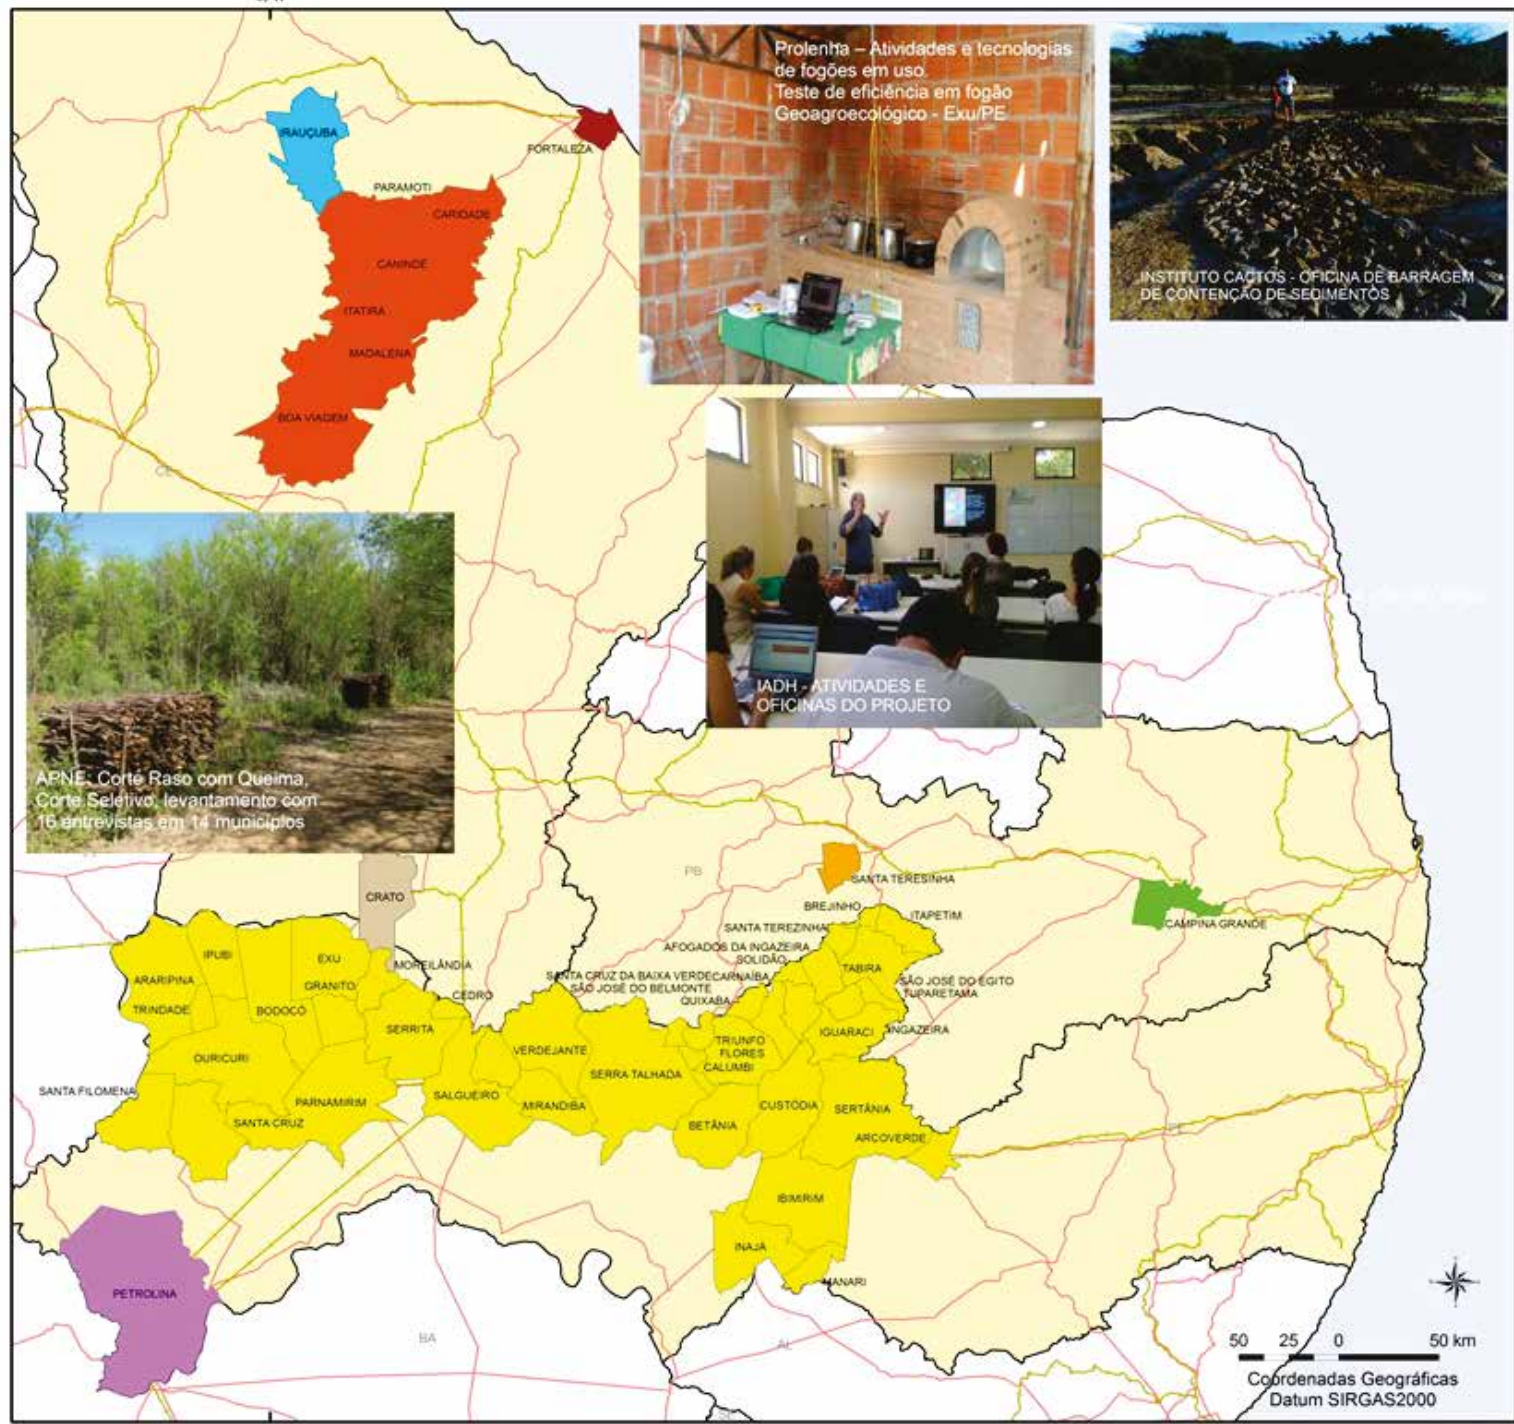 Prolenha – Atividades e tecnologias
de fogões em uso.
Teste de eficiência em fogão
Geoagroecológico - Exu/PE
INSTITUTO CACTOS - OFICINA DE BARRAGEM
DE CONTENÇÃO DE SEDIMENTOS
IRAUÇUBA
FORTALEZA
PARAMOTI
CARIDADE
CANINDÉ
ITATIRA
MADALENA
BOA VIAGEM
CE
IADH - ATIVIDADES E
OFICINAS DO PROJETO
APNE: Corte Raso com Queima,
Corte Seletivo, levantamento com
16 entrevistas em 14 municípios
PB
CRATO
SANTA TERESINHA
BREJINHO
ITAPETIM
CAMPINA GRANDE
SANTA TEREZINHA
AFOGADOS DA INGAZEIRA
SOLIDÃO
IPUBI
EXU
MOREILÂNDIA
TABIRA
ARARIPINA
GRANITO
SANTA CRUZ DA BAIXA VERDE
CARNAÍBA
SÃO JOSÉ DO BELMONTE
SÃO JOSÉ DO EGITO
TUPARETAMA
CEDRO
QUIXABA
TRINDADE
BODOCÓ
SERRITA
IGUARACI
INGAZEIRA
TRIUNFO
VERDEJANTE
FLORES
OURICURI
CALUMBI
SERRA TALHADA
SANTA FILOMENA
PARNAMIRIM
SALGUEIRO
MIRANDIBA
CUSTÓDIA
SERTÂNIA
SANTA CRUZ
BETÂNIA
ARCOVERDE
PE
IBIMIRIM
INAJÁ
MANARI
PETROLINA
BA
AL
SE
50 25 0 50 km
Coordenadas Geográficas
Datum SIRGAS2000